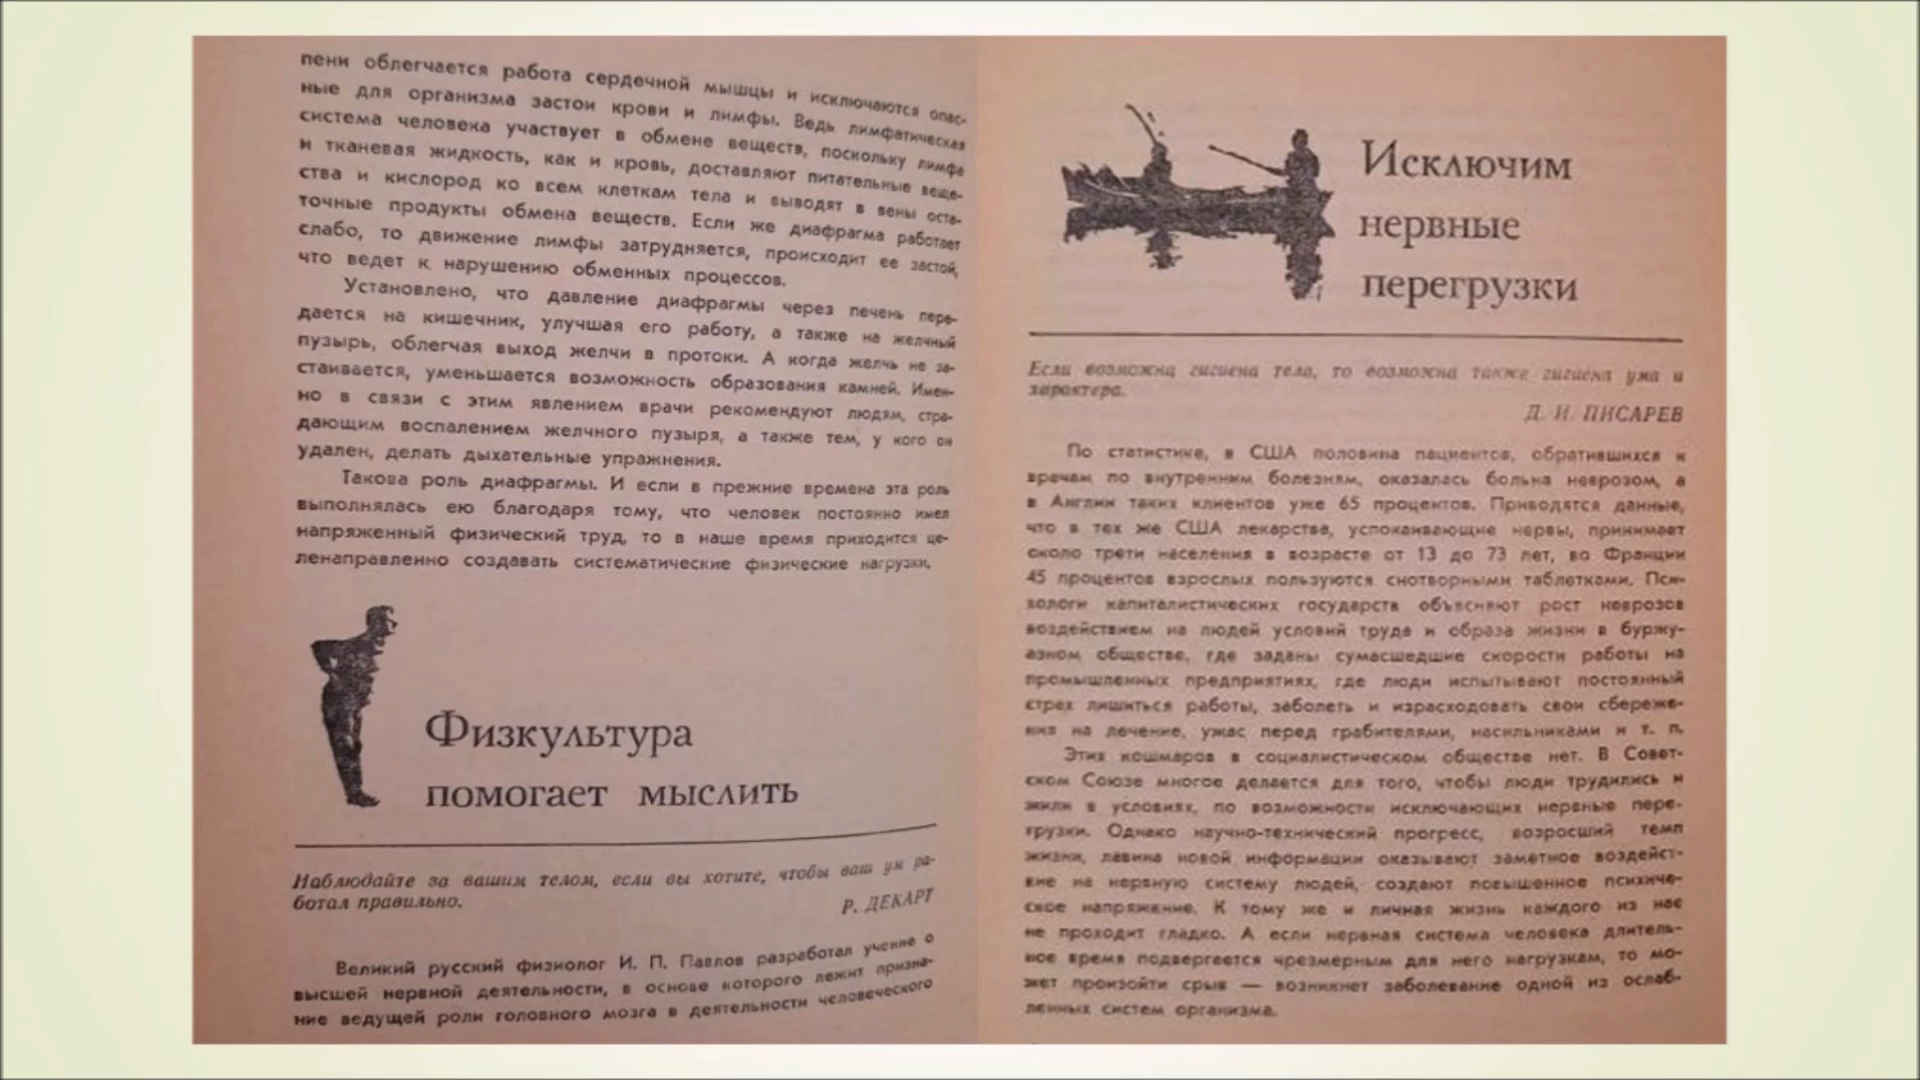 пени облегчается работа сердечной мышцы и исключаются опас-
ные для организма застои крови и лимфы. Ведь лимфатическая
система человека участвует в обмене веществ, поскольку лимфа
и тканевая жидкость, как и кровь, доставляют питательные веще-
ства и кислород ко всем клеткам тела и выводят в вены оста-
точные продукты обмена веществ. Если же диафрагма работает
слабо, то движение лимфы затрудняется, происходит ее застой,
что ведет к нарушению обменных процессов.
Установлено, что давление диафрагмы через печень пере-
дается на кишечник, улучшая его работу, а также на желчный
пузырь, облегчая выход желчи в протоки. А когда желчь не за-
стаивается, уменьшается возможность образования камней. Имен-
но в связи с этим явлением врачи рекомендуют людям, стра-
дающим воспалением желчного пузыря, а также тем, у кого он
удален, делать дыхательные упражнения.
Такова роль диафрагмы. И если в прежние времена эта роль
выполнялась ею благодаря тому, что человек постоянно имел
напряженный физический труд, то в наше время приходится це-
ленаправленно создавать систематические физические нагрузки.
Физкультура
помогает мыслить
Наблюдайте за вашим телом, если вы хотите, чтобы ваш ум ра-
ботал правильно.
Р. ДЕКАРТ
Великий русский физиолог И. П. Павлов разработал учение о
высшей нервной деятельности, в основе которого лежит призна-
ние ведущей роли головного мозга в деятельности человеческого
Исключим
нервные
перегрузки
Если возможна гигиена тела, то возможна также гигиена ума и
характера.
Д. И. ПИСАРЕВ
По статистике, в США половина пациентов, обратившихся к
врачам по внутренним болезням, оказалась больна неврозом, а
в Англии таких клиентов уже 65 процентов. Приводятся данные,
что в тех же США лекарства, успокаивающие нервы, принимает
около трети населения в возрасте от 13 до 73 лет, во Франции
45 процентов взрослых пользуются снотворными таблетками. Пси-
хологи капиталистических государств объясняют рост неврозов
воздействием на людей условий труда и образа жизни в буржу-
азном обществе, где заданы сумасшедшие скорости работы на
промышленных предприятиях, где люди испытывают постоянный
страх лишиться работы, заболеть и израсходовать свои сбереже-
ния на лечение, ужас перед грабителями, насильниками и т. п.
Этих кошмаров в социалистическом обществе нет. В Совет-
ском Союзе многое делается для того, чтобы люди трудились и
жили в условиях, по возможности исключающих нервные пере-
грузки. Однако научно-технический прогресс, возросший темп
жизни, лавина новой информации оказывают заметное воздейст-
вие на нервную систему людей, создают повышенное психиче-
ское напряжение. К тому же и личная жизнь каждого из нас
не проходит гладко. А если нервная система человека длитель-
ное время подвергается чрезмерным для него нагрузкам, то мо-
жет произойти срыв — возникнет заболевание одной из ослаб-
ленных систем организма.